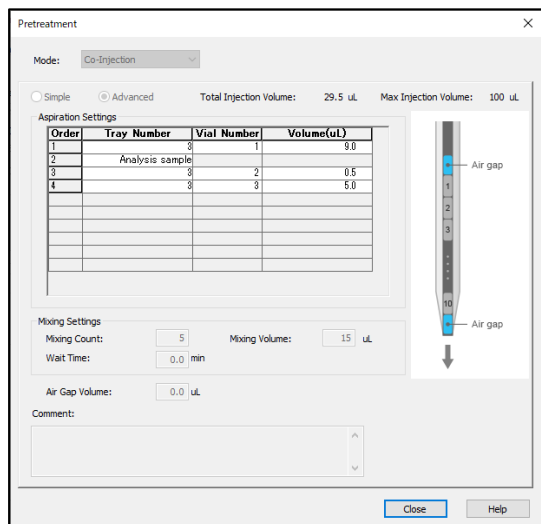 Pretreatment
Mode: Co-Injection
Simple Advanced Total Injection Volume: 29.5 uL Max Injection Volume: 100 uL
Aspiration Settings
Order Tray Number Vial Number Volume(uL)
1 3 1 9.0
2 Analysis sample
3 3 2 0.5
4 3 3 5.0
Air gap
1
2
3
10
Air gap
Mixing Settings
Mixing Count: 5 Mixing Volume: 15 uL
Wait Time: 0.0 min
Air Gap Volume: 0.0 uL
Comment:
Close Help